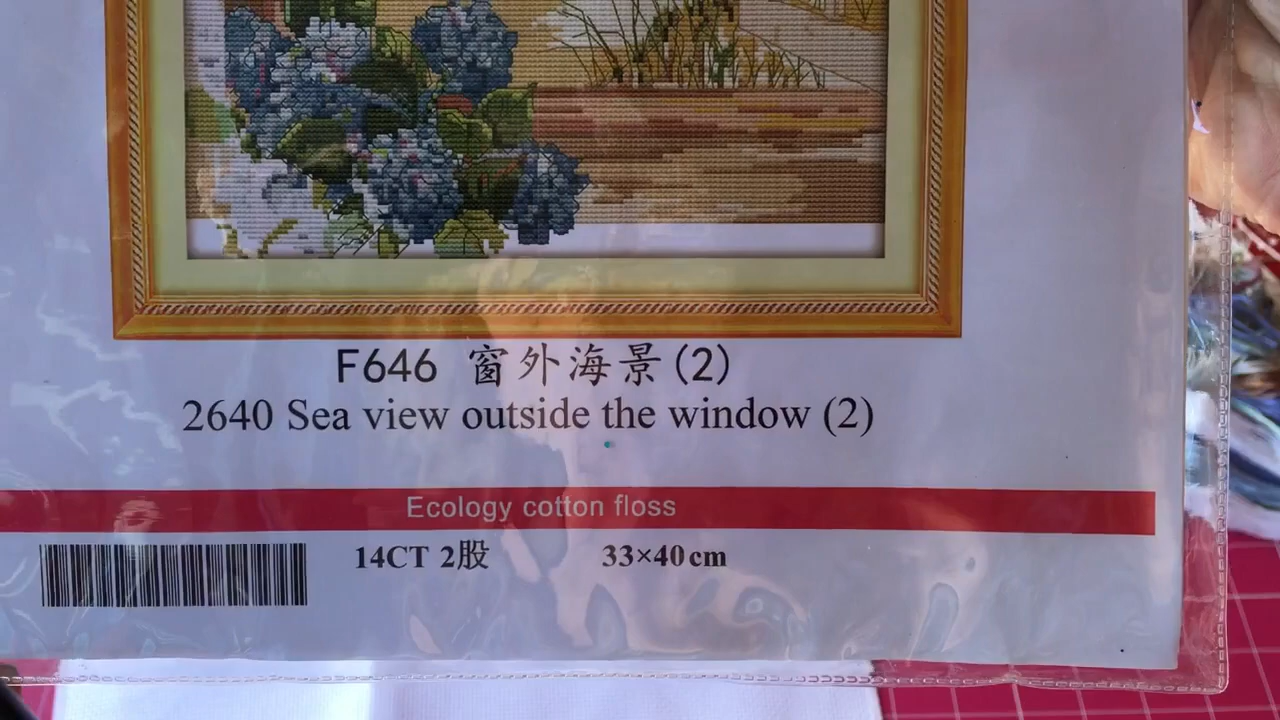 F646 窗外海景(2)
2640 Sea view outside the window (2)
Ecology cotton floss
14CT 2股 33×40cm